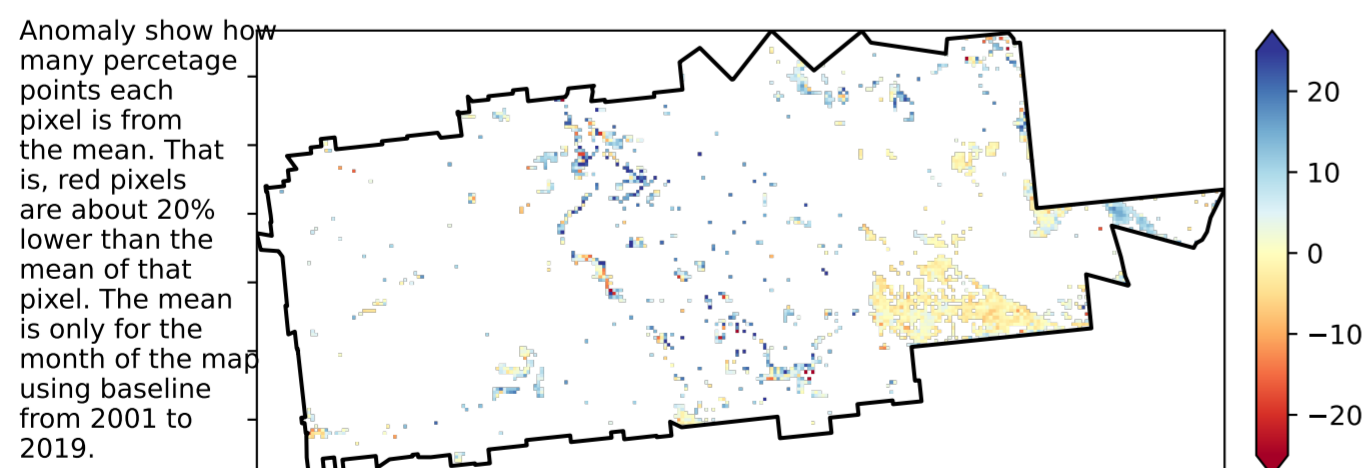 Anomaly show how
many percetage
points each
pixel is from
the mean. That
is, red pixels
are about 20%
lower than the
mean of that
pixel. The mean
is only for the
month of the map
using baseline
from 2001 to
2019.
20
10
0
−10
−20